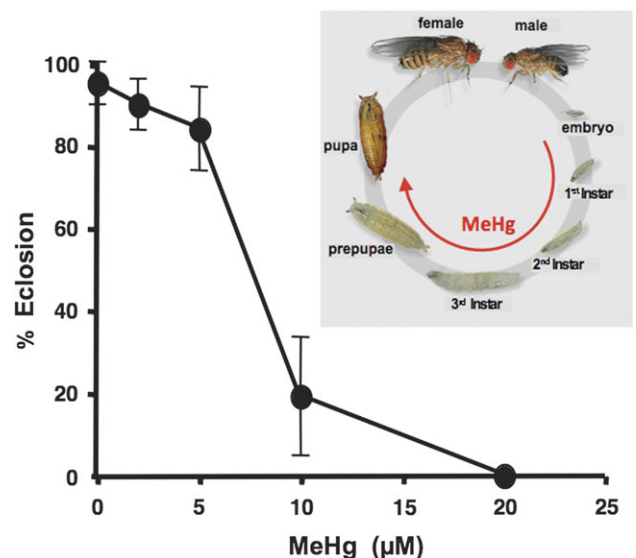 female
male
embryo
1st Instar
2nd Instar
3rd Instar
prepupae
pupa
MeHg
% Eclosion
100
80
60
40
20
0
0 5 10 15 20 25
MeHg (µM)